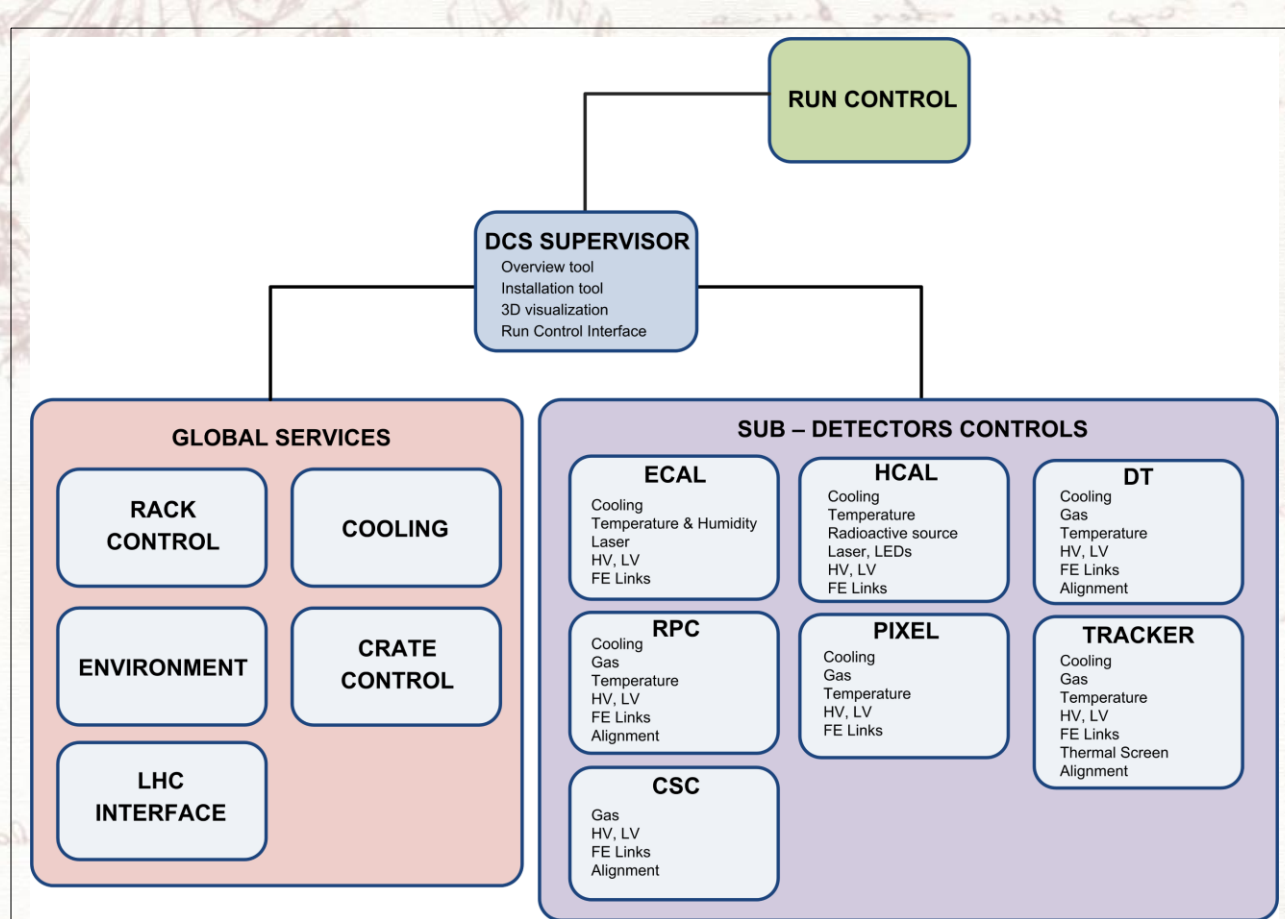 RUN CONTROL
DCS SUPERVISOR
Overview tool
Installation tool
3D visualization
Run Control Interface
GLOBAL SERVICES
RACK
CONTROL
COOLING
ENVIRONMENT
CRATE
CONTROL
LHC
INTERFACE
SUB – DETECTORS CONTROLS
ECAL
Cooling
Temperature & Humidity
Laser
HV, LV
FE Links
HCAL
Cooling
Temperature
Radioactive source
Laser, LEDs
HV, LV
FE Links
DT
Cooling
Gas
Temperature
HV, LV
FE Links
Alignment
RPC
Cooling
Gas
Temperature
HV, LV
FE Links
Alignment
PIXEL
Cooling
Gas
Temperature
HV, LV
FE Links
TRACKER
Cooling
Gas
Temperature
HV, LV
FE Links
Thermal Screen
Alignment
CSC
Gas
HV, LV
FE Links
Alignment